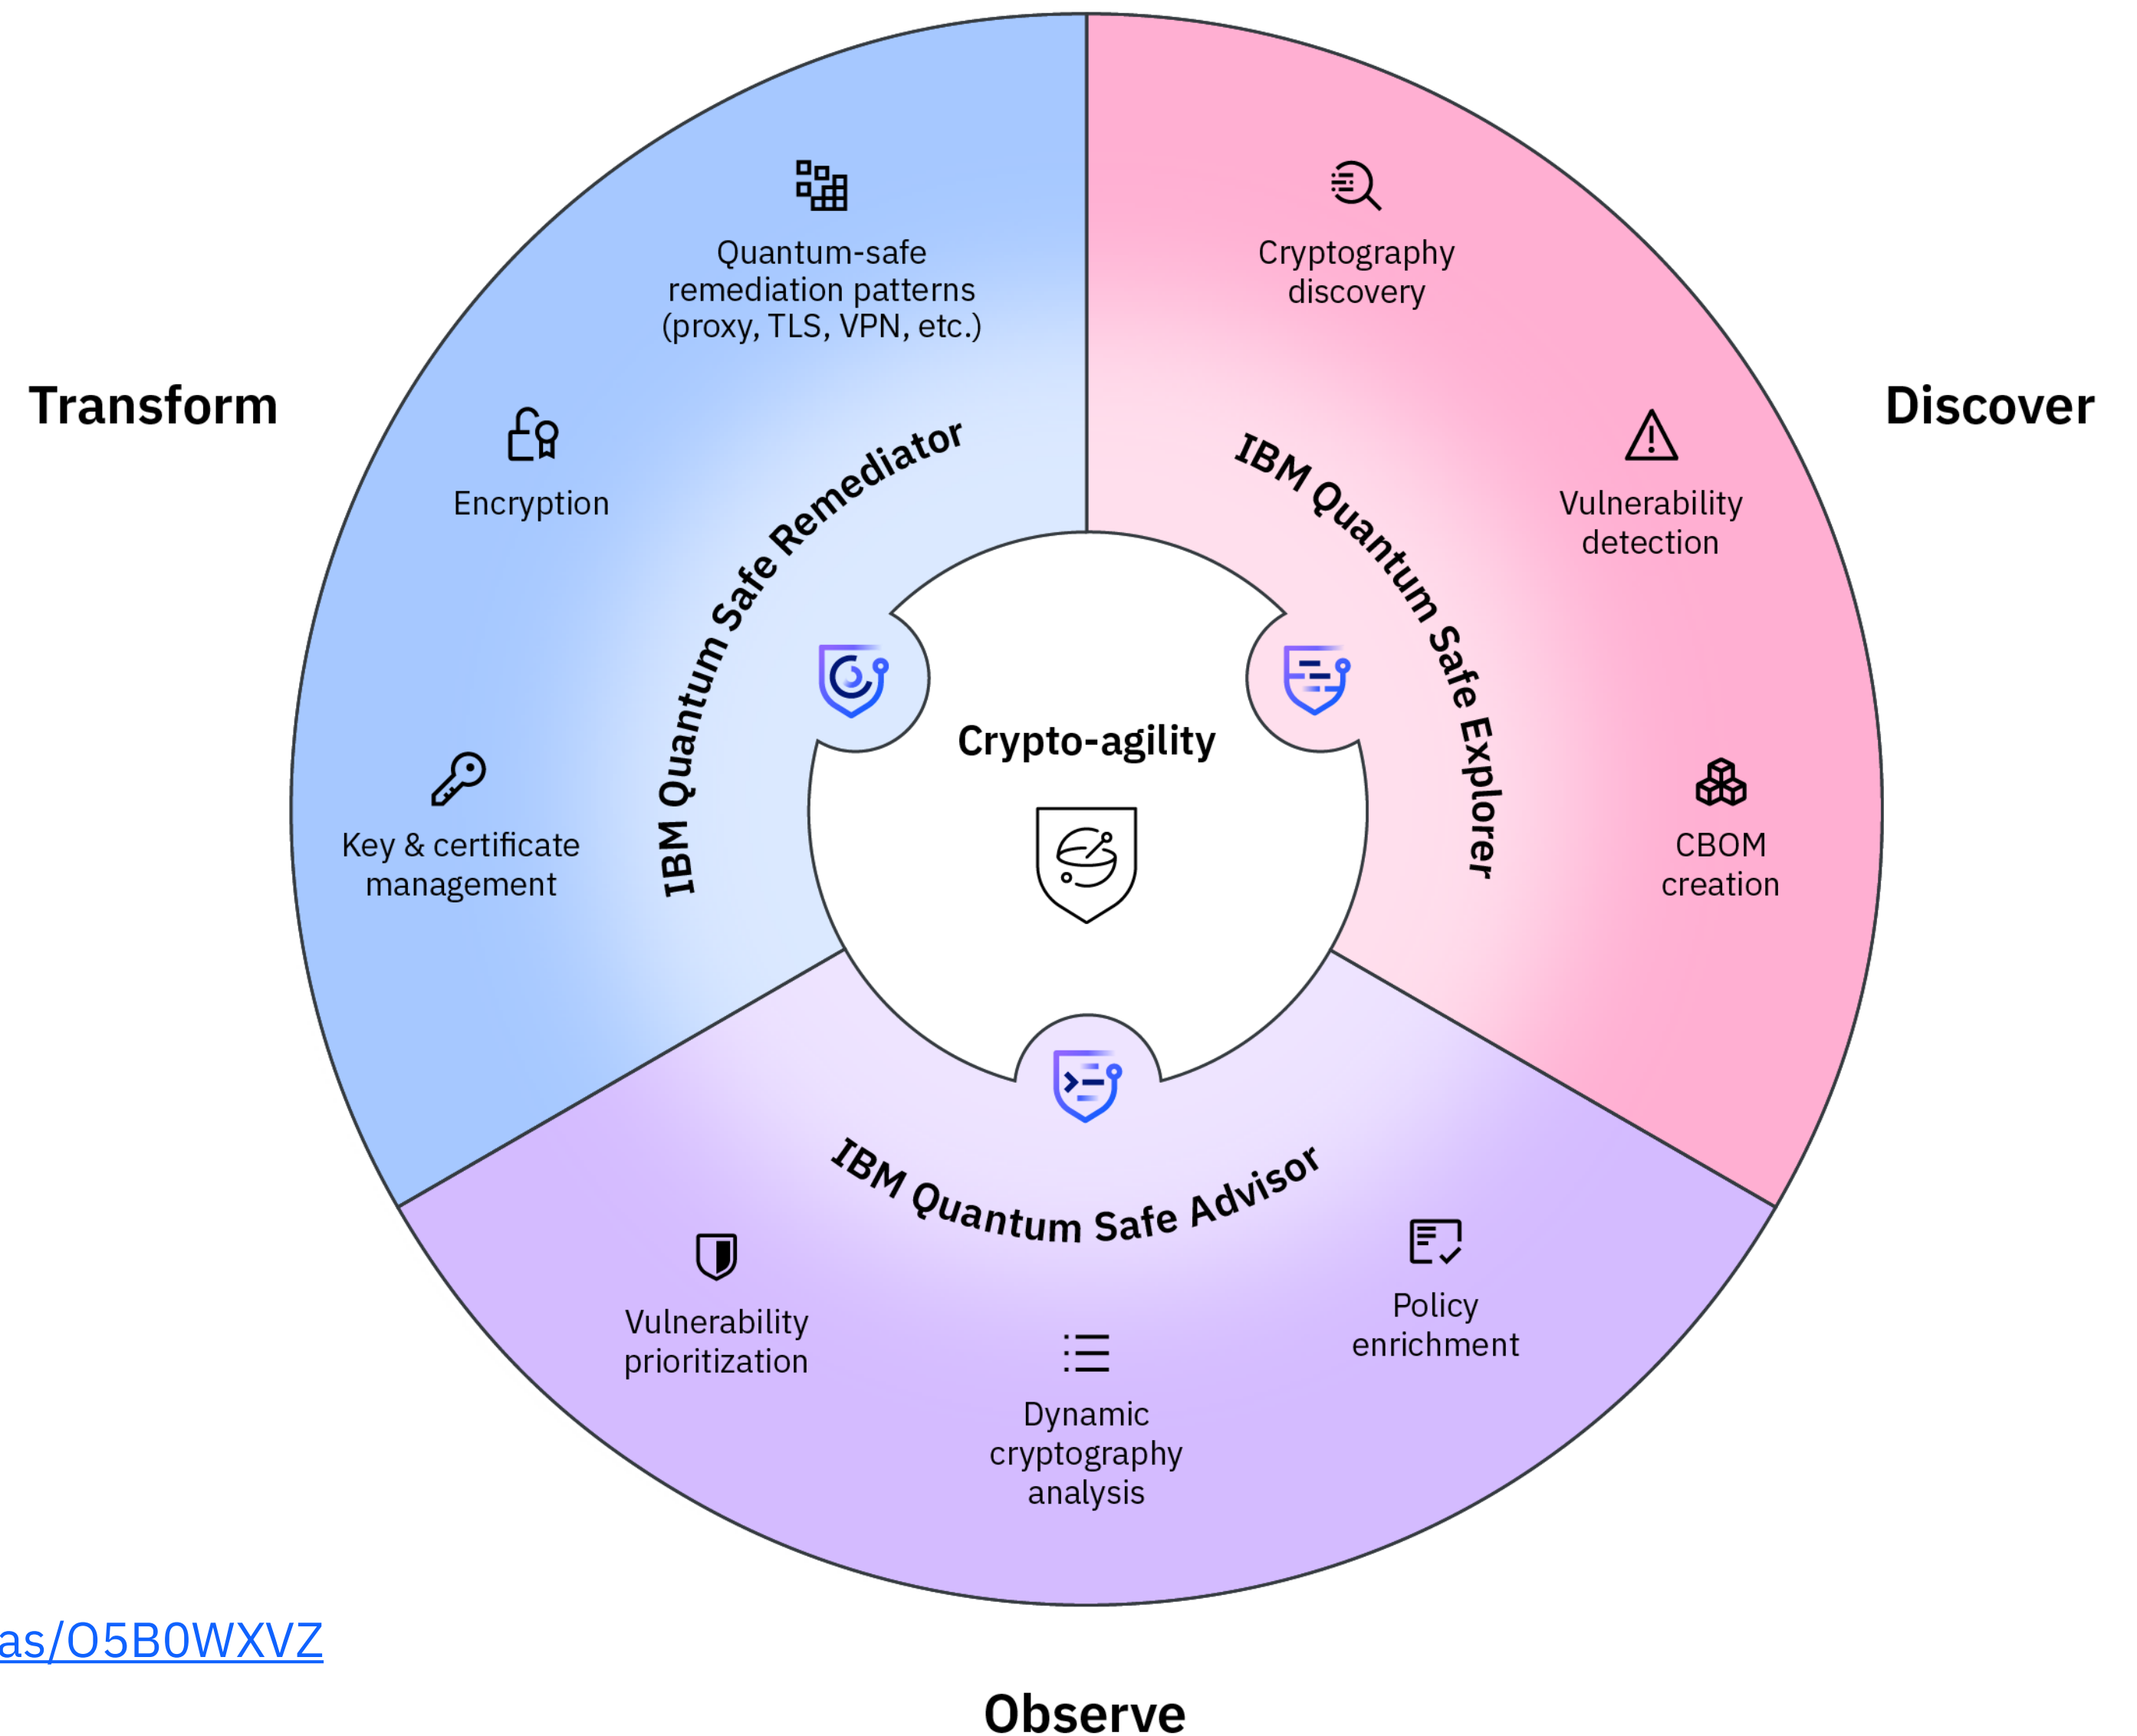 Quantum-safe
remediation patterns
(proxy, TLS, VPN, etc.)
Cryptography
discovery
Transform
Discover
Encryption
Vulnerability
detection
IBM Quantum Safe Remediator
IBM Quantum Safe Explorer
Crypto-agility
Key & certificate
management
CBOM
creation
IBM Quantum Safe Advisor
Vulnerability
prioritization
Policy
enrichment
Dynamic
cryptography
analysis
as/O5B0WXVZ
Observe